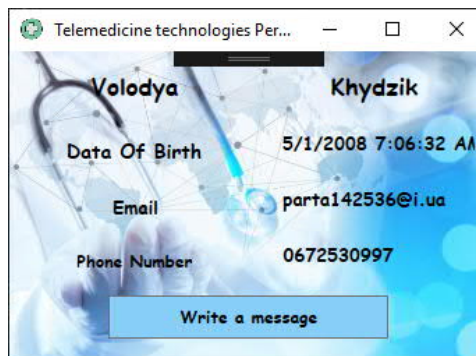 Telemedicine technologies Per...
Volodya Khydzik
Data Of Birth 5/1/2008 7:06:32 AM
Email parta142536@i.ua
Phone Number 0672530997
Write a message